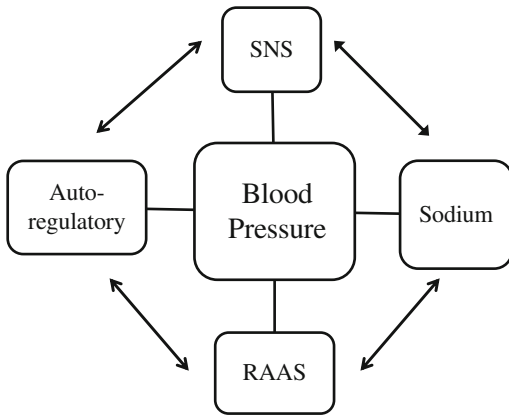 SNS
Auto-
regulatory
Blood
Pressure
Sodium
RAAS